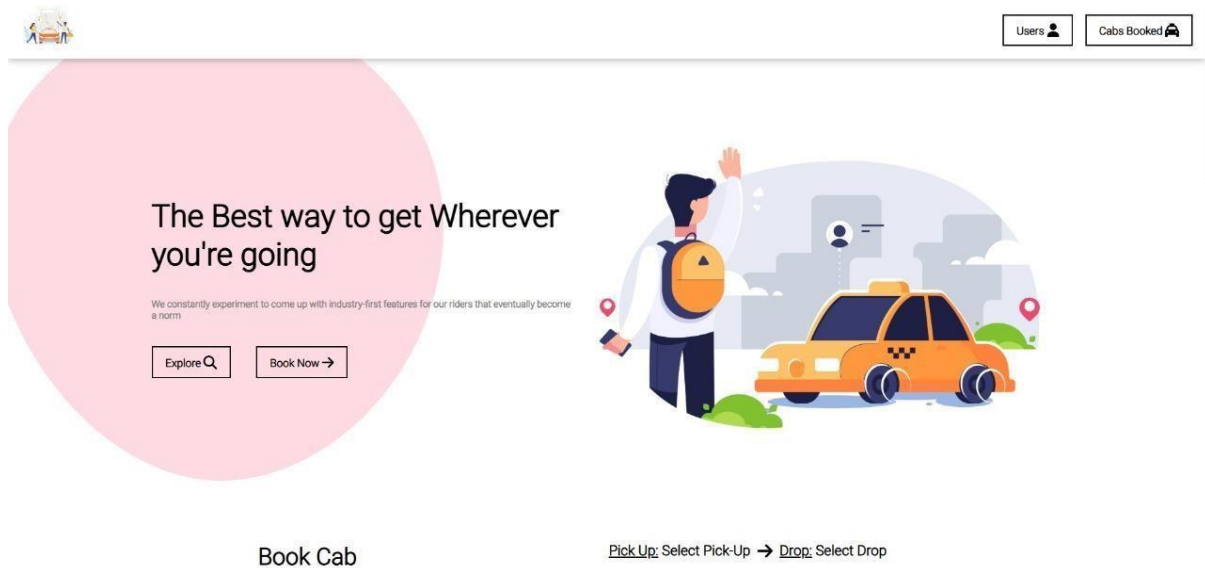 Users
Cabs Booked
The Best way to get Wherever
you're going
We constantly experiment to come up with industry-first features for our riders that eventually become
a norm
Explore
Book Now →
Book Cab
Pick Up: Select Pick-Up → Drop: Select Drop